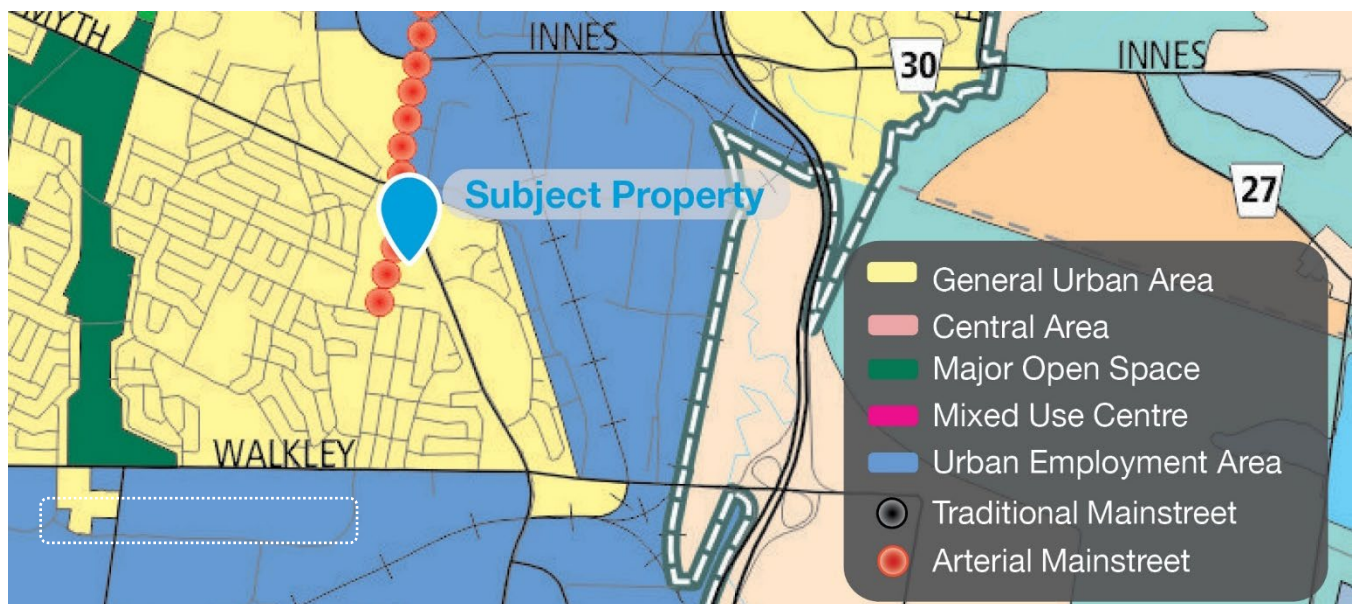 MYTH
INNES
30
INNES
27
Subject Property
General Urban Area
Central Area
Major Open Space
Mixed Use Centre
Urban Employment Area
Traditional Mainstreet
Arterial Mainstreet
WALKLEY